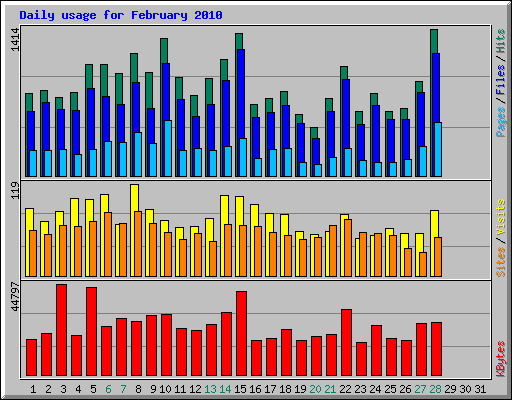 Daily usage for February 2010
1414
Pages / Files / Hits
119
Sites / Visits
44797
KBytes
1 2 3 4 5 6 7 8 9 10 11 12 13 14 15 16 17 18 19 20 21 22 23 24 25 26 27 28 29 30 31